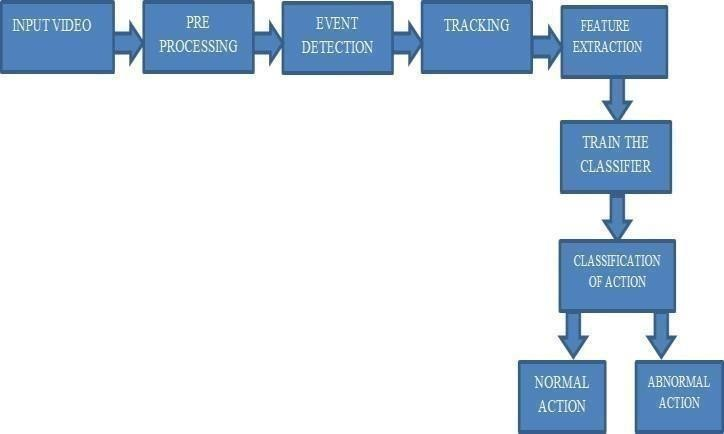 INPUT VIDEO
PRE
PROCESSING
EVENT
DETECTION
TRACKING
FEATURE
EXTRACTION
TRAIN THE
CLASSIFIER
CLASSIFICATION
OF ACTION
NORMAL
ACTION
ABNORMAL
ACTION